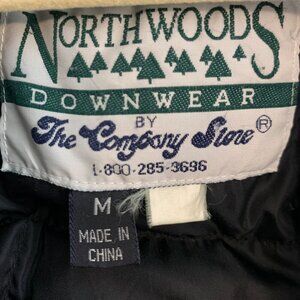 NORTHWOODS
DOWNWEAR
BY
The Company Store®
1-800-285-3696
M
MADE IN
CHINA